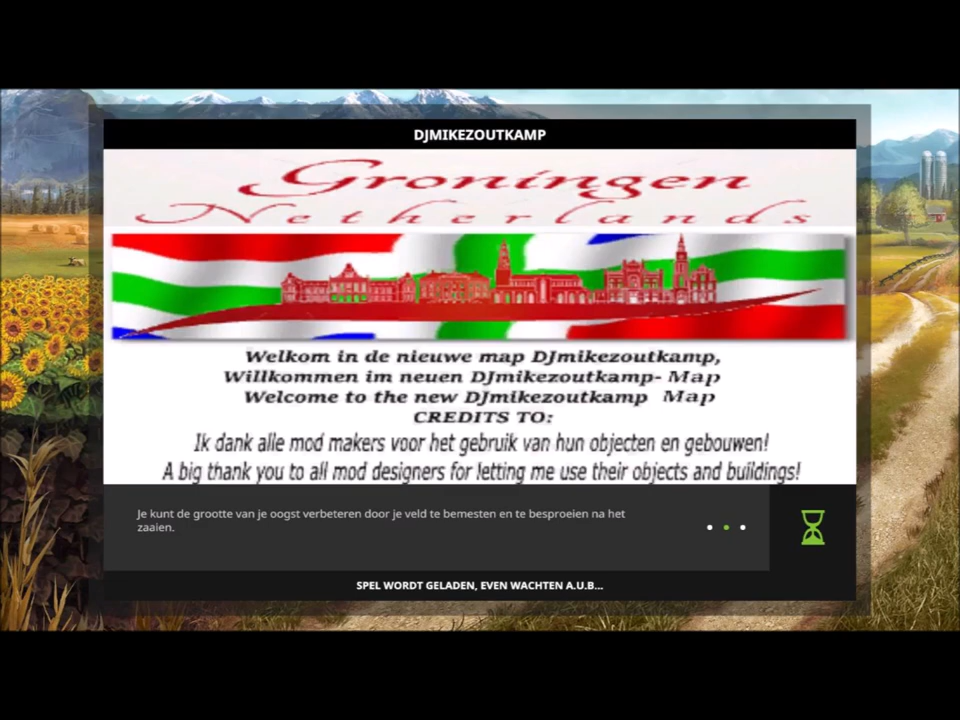 DJMIKEZOUTKAMP
Groningen
Netherlands
Welkom in de nieuwe map DJmikezoutkamp,
Willkommen im neuen DJmikezoutkamp- Map
Welcome to the new DJmikezoutkamp Map
CREDITS TO:
Ik dank alle mod makers voor het gebruik van hun objecten en gebouwen!
A big thank you to all mod designers for letting me use their objects and buildings!
Je kunt de grootte van je oogst verbeteren door je veld te bemesten en te besproeien na het
zaaien.
SPEL WORDT GELADEN, EVEN WACHTEN A.U.B...